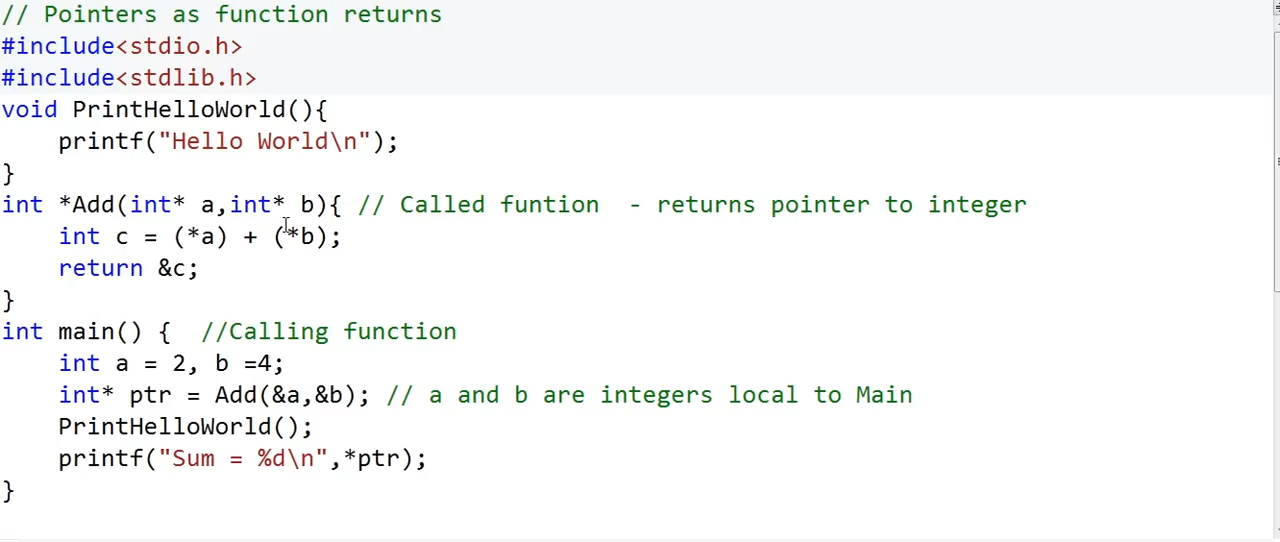 // Pointers as function returns
#include<stdio.h>
#include<stdlib.h>
void PrintHelloWorld(){
    printf("Hello World\n");
}
int *Add(int* a,int* b){ // Called funtion  - returns pointer to integer
    int c = (*a) + (*b);
    return &c;
}
int main() {  //Calling function
    int a = 2, b =4;
    int* ptr = Add(&a,&b); // a and b are integers local to Main
    PrintHelloWorld();
    printf("Sum = %d\n",*ptr);
}